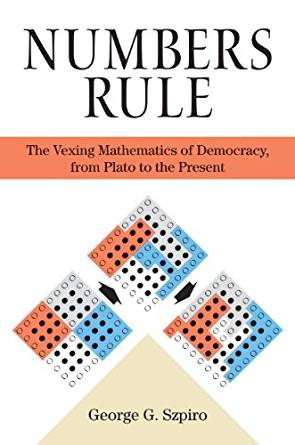 NUMBERS
RULE
The Vexing Mathematics of Democracy,
from Plato to the Present
George G. Szpiro